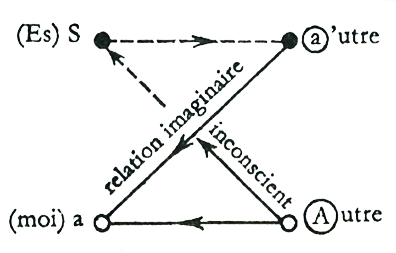 (Es) S
a'utre
relation imaginaire
inconscient
(moi) a
Autre